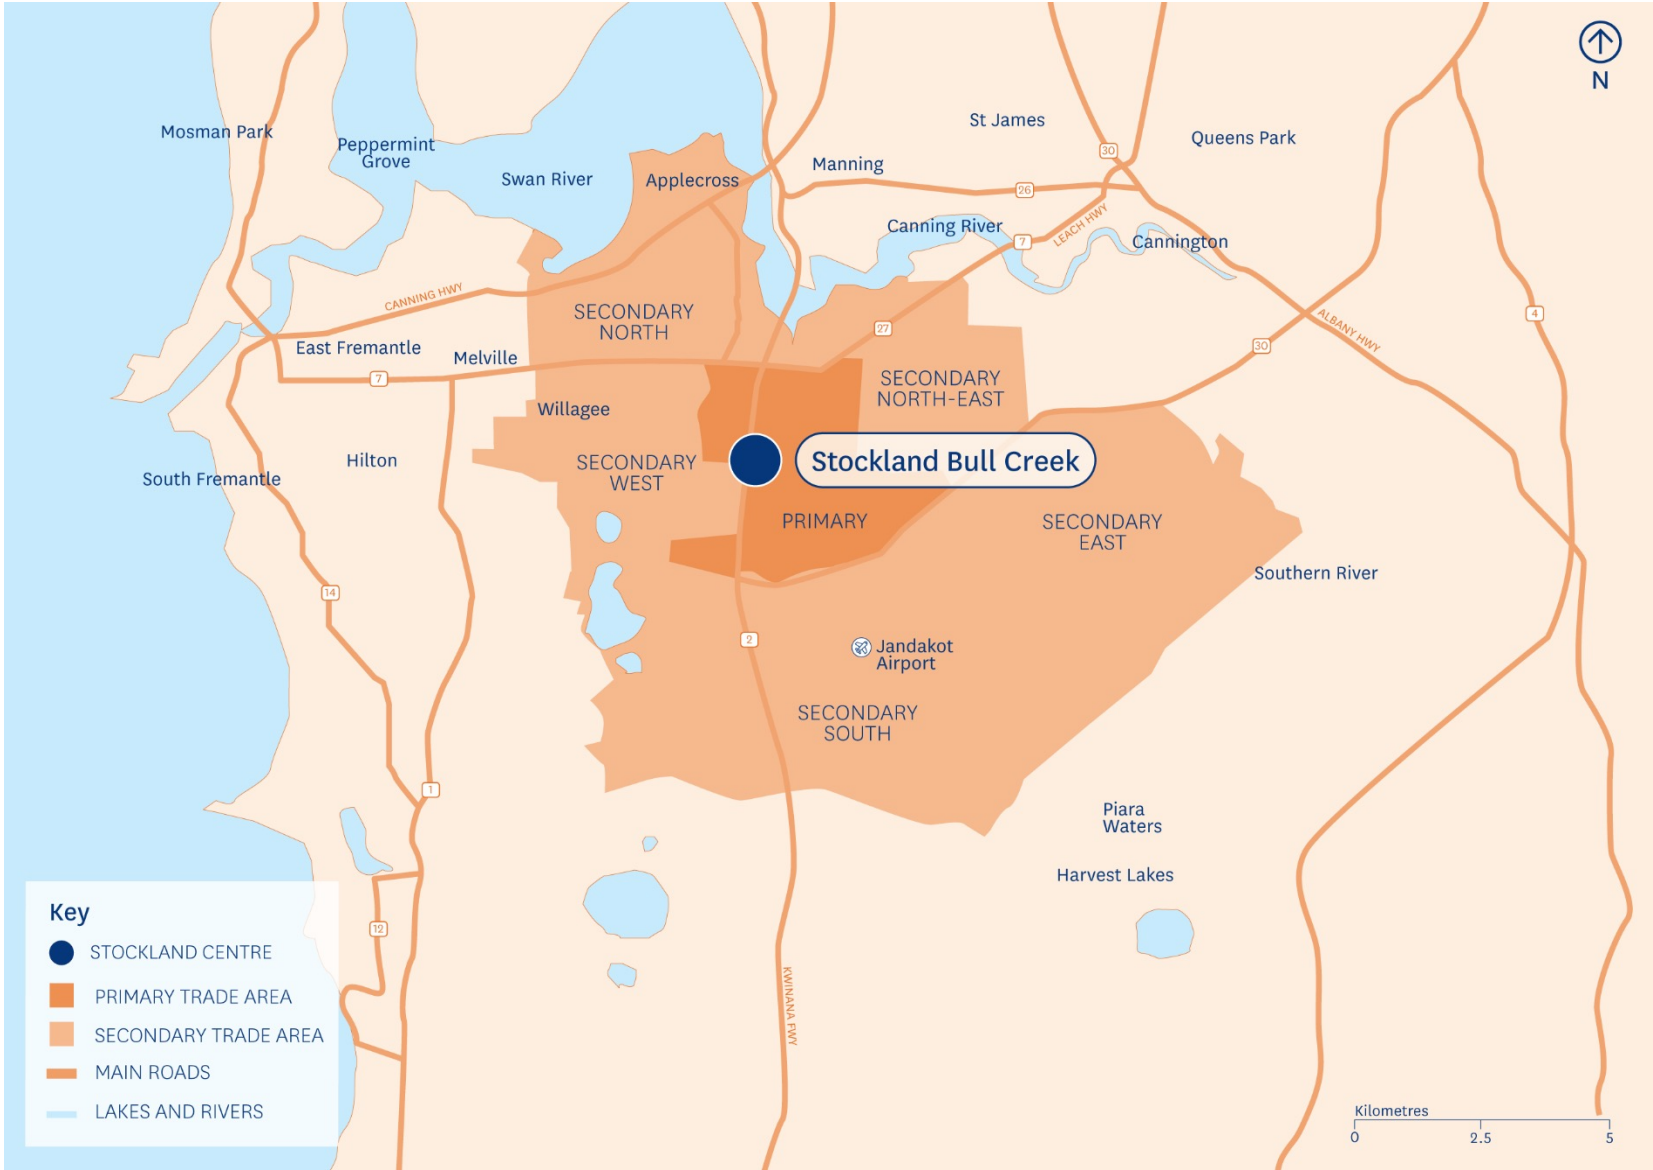 N
St James
Mosman Park
Queens Park
Peppermint
Grove
30
Manning
Swan River
Applecross
26
Canning River
LEACH HWY
7
Cannington
CANNING HWY
SECONDARY
NORTH
27
4
ALBANY HWY
East Fremantle
Melville
30
7
SECONDARY
NORTH-EAST
Willagee
Hilton
SECONDARY
WEST
Stockland Bull Creek
South Fremantle
PRIMARY
SECONDARY
EAST
Southern River
14
2
Jandakot
Airport
SECONDARY
SOUTH
1
Piara
Waters
Harvest Lakes
12
KWINANA FWY
Key
STOCKLAND CENTRE
PRIMARY TRADE AREA
SECONDARY TRADE AREA
MAIN ROADS
LAKES AND RIVERS
Kilometres
0 2.5 5